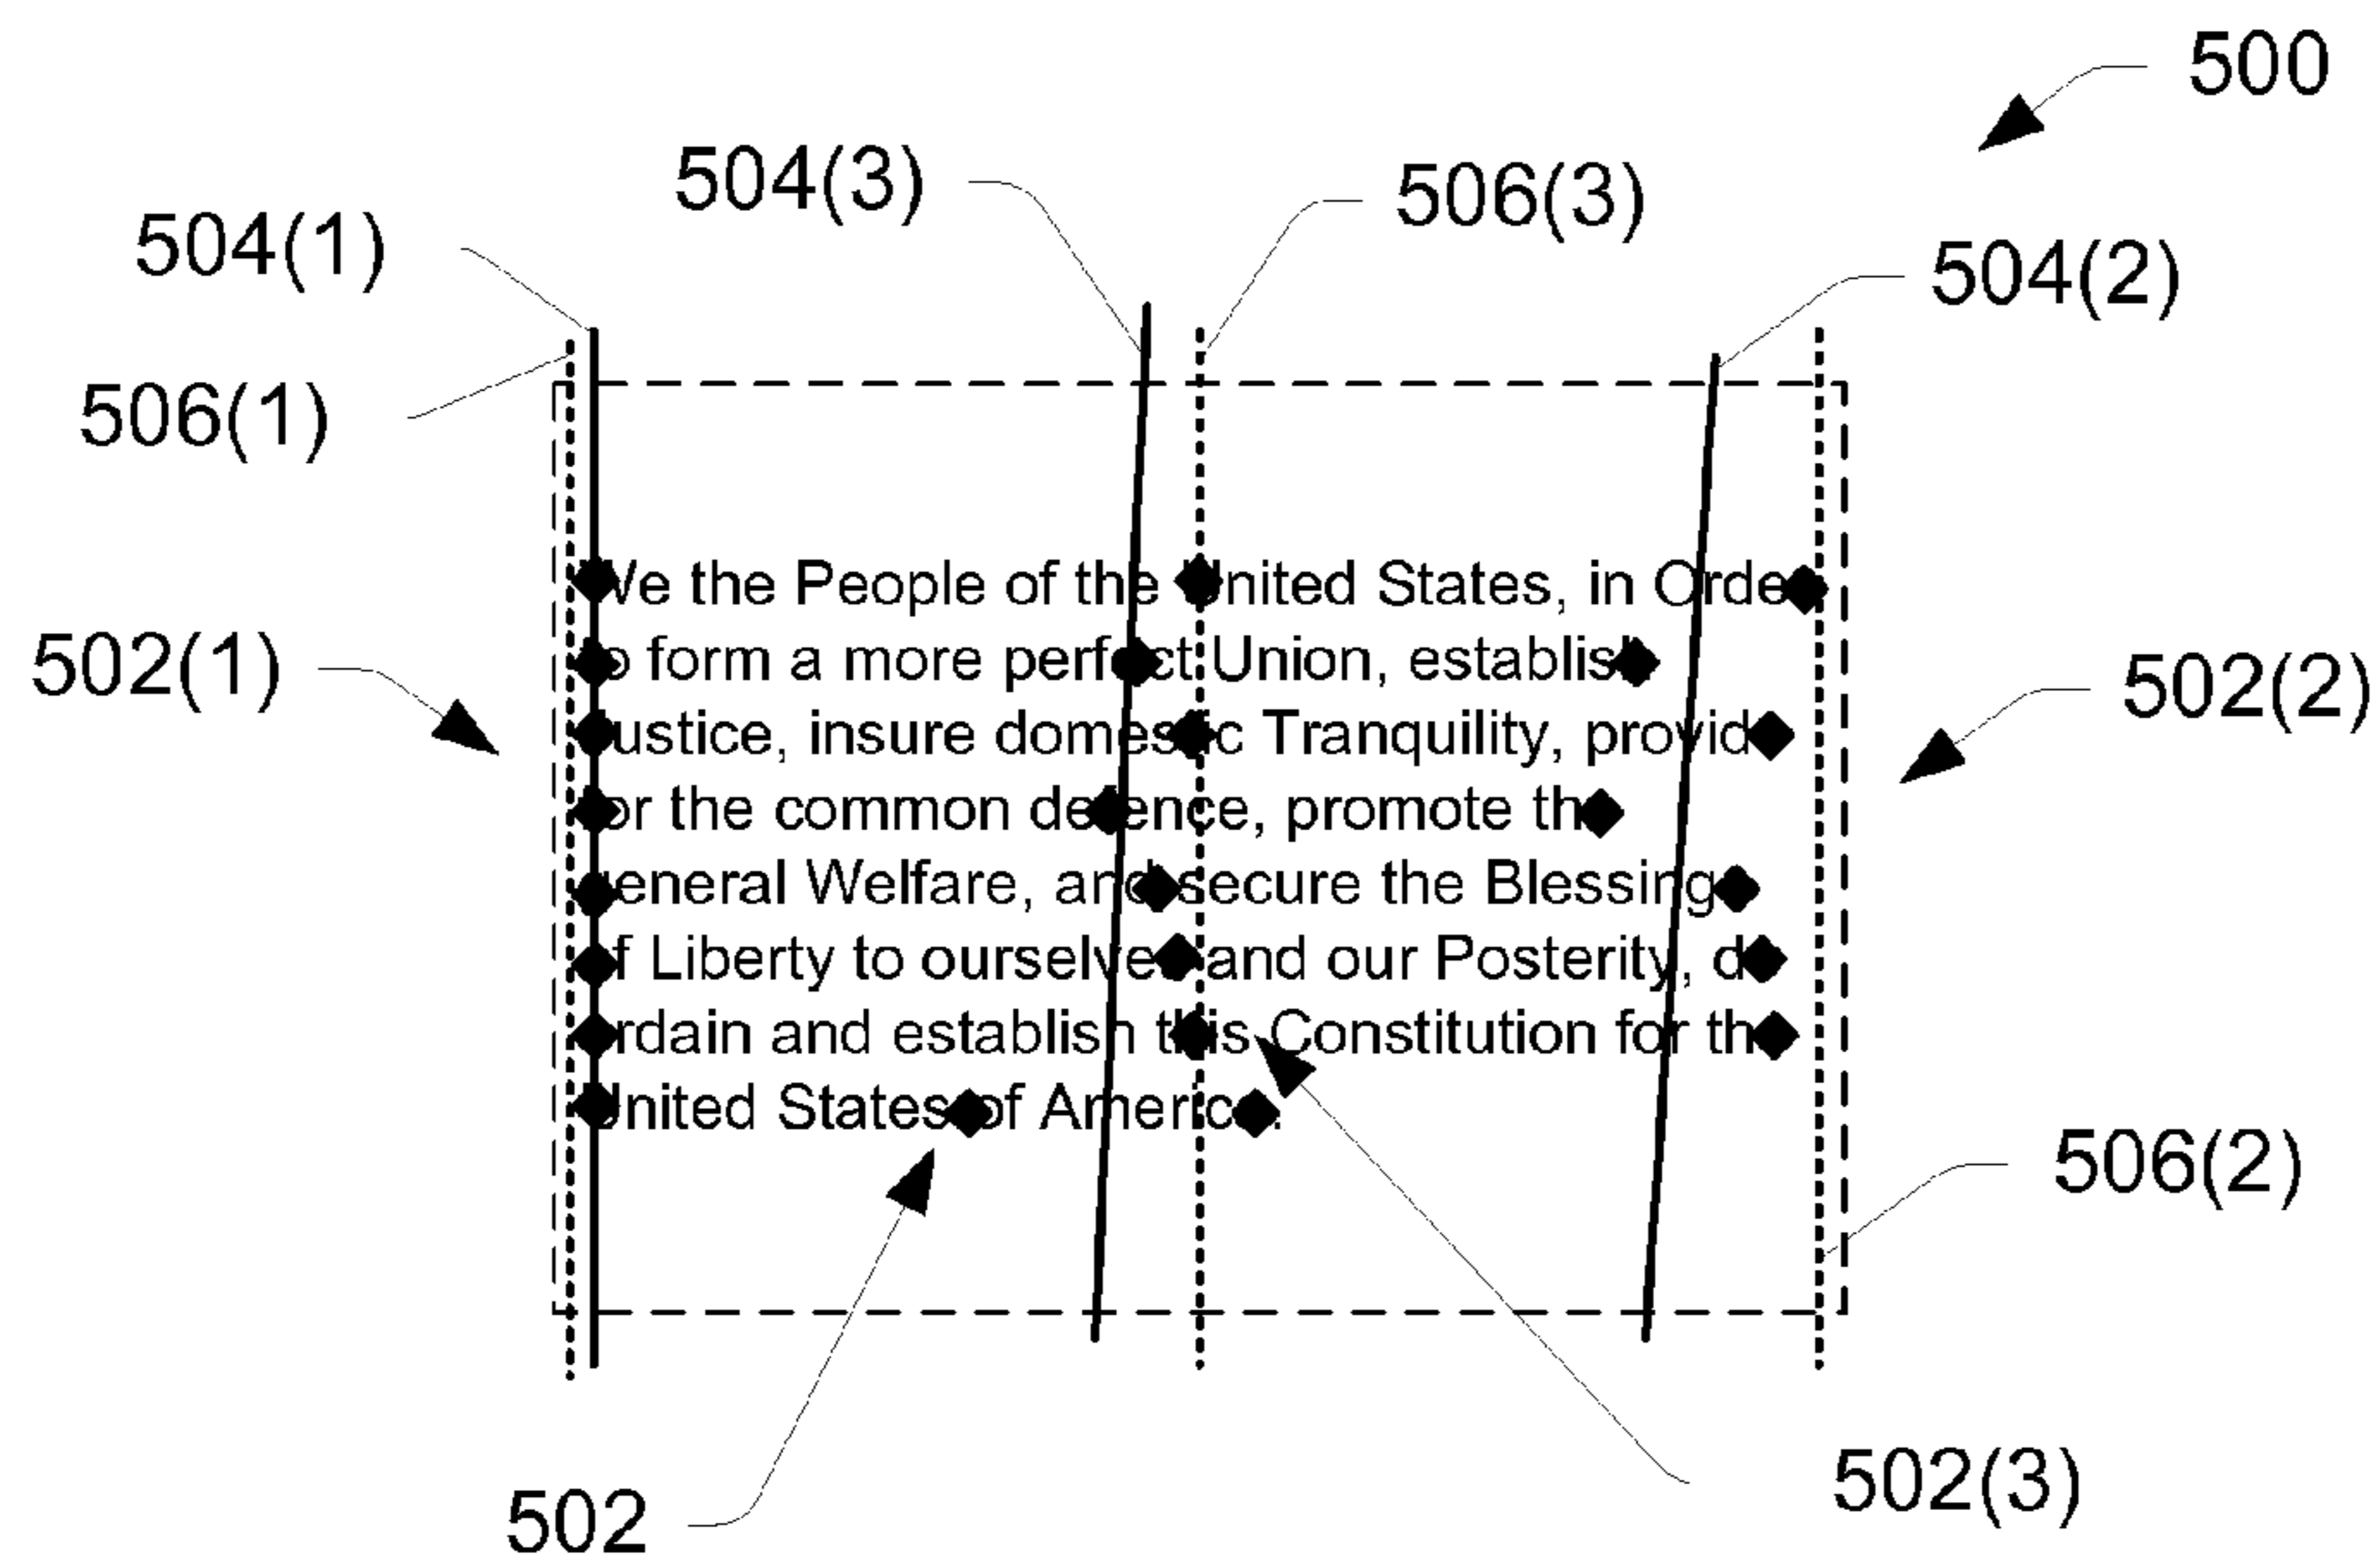 500
504(3)
506(3)
504(1)
504(2)
506(1)
We the People of the United States, in Order
to form a more perfect Union, establish
502(1)
502(2)
Justice, insure domestic Tranquility, provide
for the common defence, promote the
general Welfare, and secure the Blessings
of Liberty to ourselves and our Posterity, do
ordain and establish this Constitution for the
United States of America.
506(2)
502(3)
502